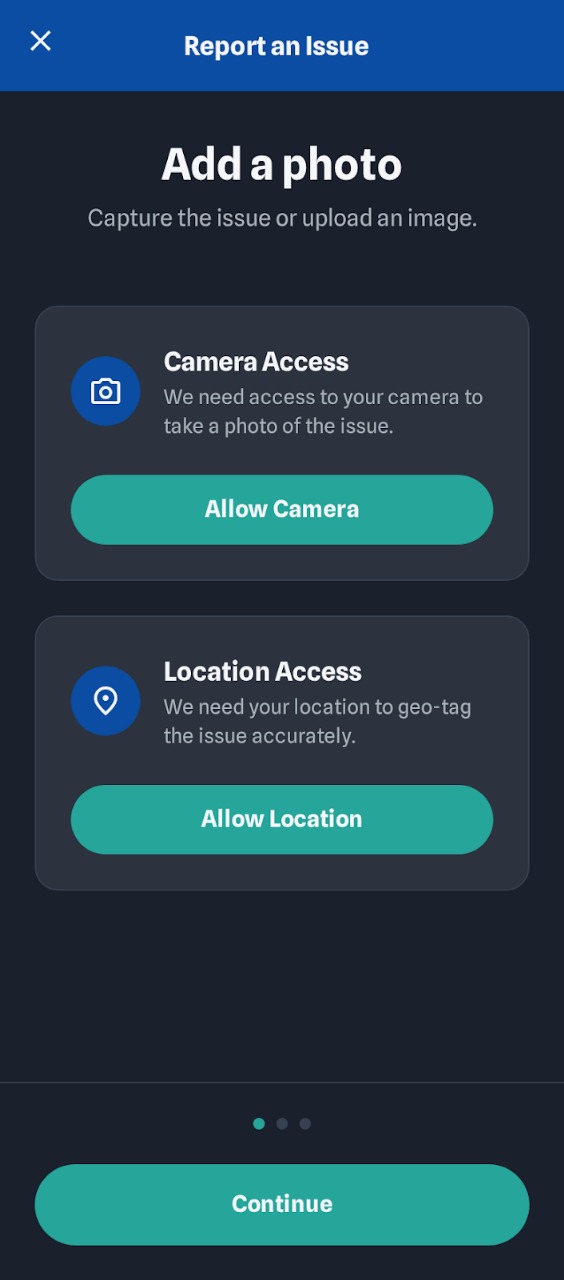 Report an Issue
Add a photo
Capture the issue or upload an image.
Camera Access
We need access to your camera to
take a photo of the issue.
Allow Camera
Location Access
We need your location to geo-tag
the issue accurately.
Allow Location
Continue